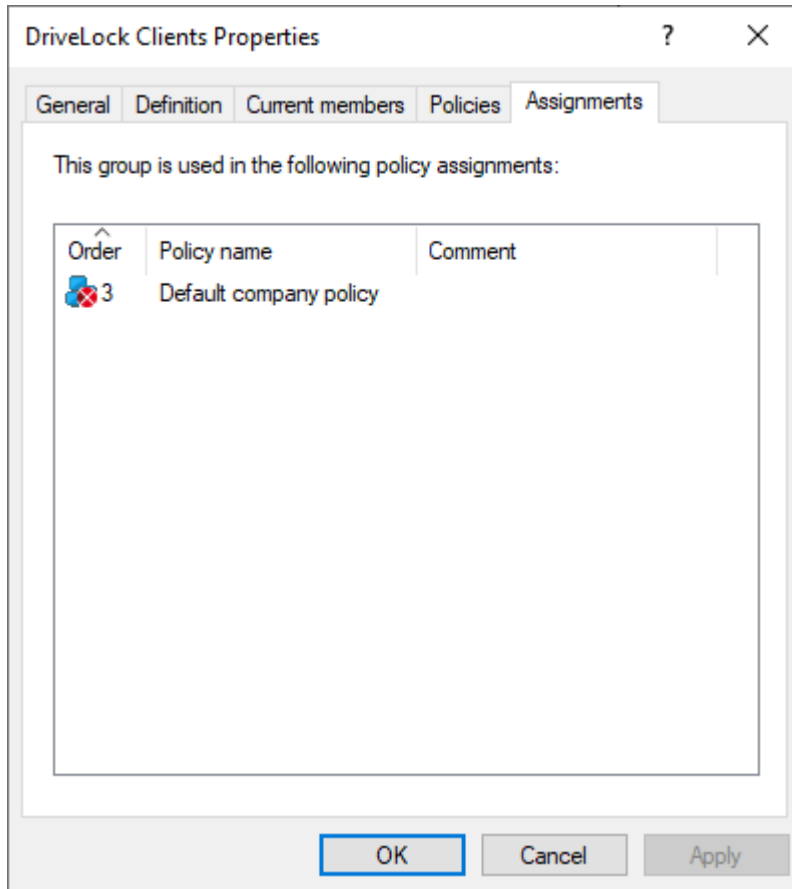 DriveLock Clients Properties ?
General Definition Current members Policies Assignments
This group is used in the following policy assignments:
Order Policy name Comment
3 Default company policy
OK Cancel Apply